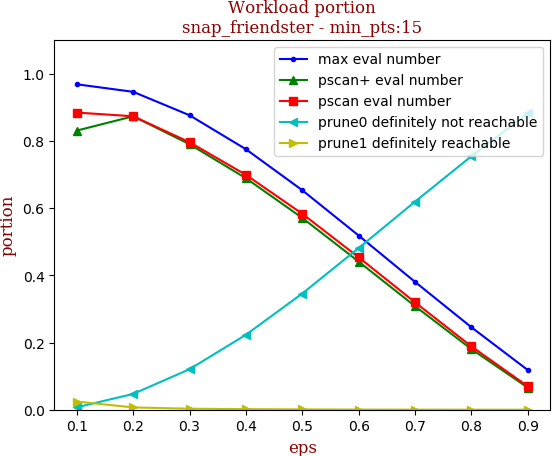 Workload portion
snap_friendster - min_pts:15
max eval number
pscan+ eval number
pscan eval number
prune0 definitely not reachable
prune1 definitely reachable
portion
1.0
0.8
0.6
0.4
0.2
0.0
0.1 0.2 0.3 0.4 0.5 0.6 0.7 0.8 0.9
eps